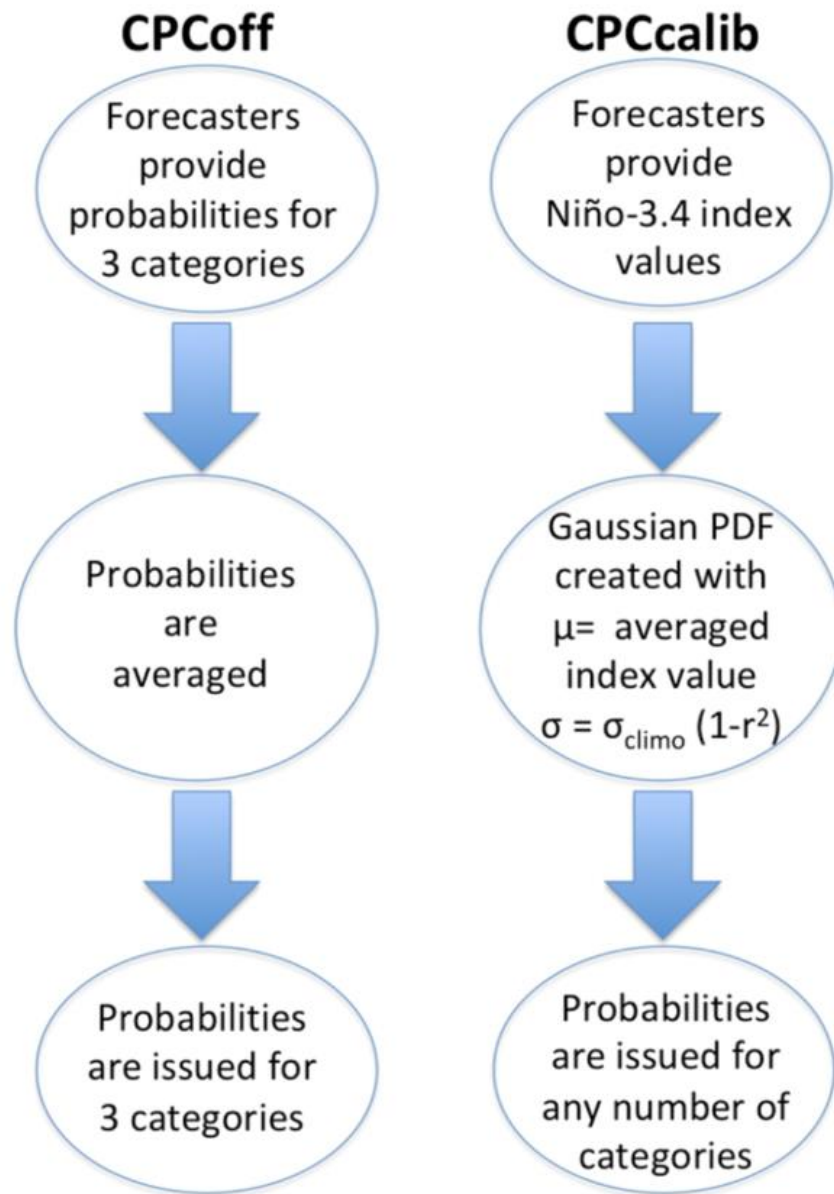 CPCoff
Forecasters
provide
probabilities for
3 categories
Probabilities
are
averaged
Probabilities
are issued for
3 categories
CPCcalib
Forecasters
provide
Niño-3.4 index
values
Gaussian PDF
created with
μ= averaged
index value
σ = σclimo (1-r²)
Probabilities
are issued for
any number of
categories